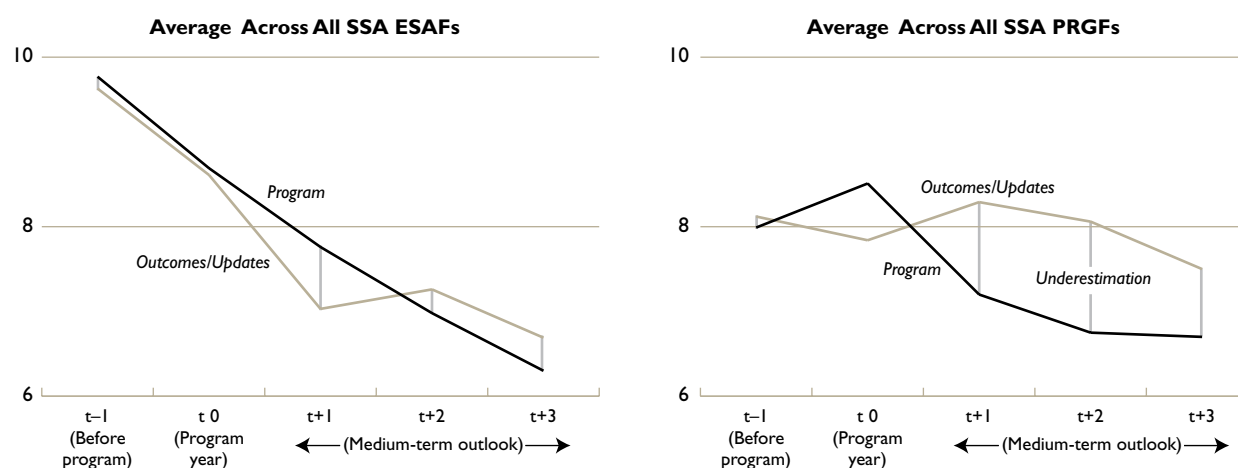 Average Across All SSA ESAFs
10
8
6
Program
Outcomes/Updates
t–1
(Before
program)
t 0
(Program
year)
t+1
t+2
t+3
(Medium-term outlook)
Average Across All SSA PRGFs
10
8
6
Outcomes/Updates
Program
Underestimation
t–1
(Before
program)
t 0
(Program
year)
t+1
t+2
t+3
(Medium-term outlook)